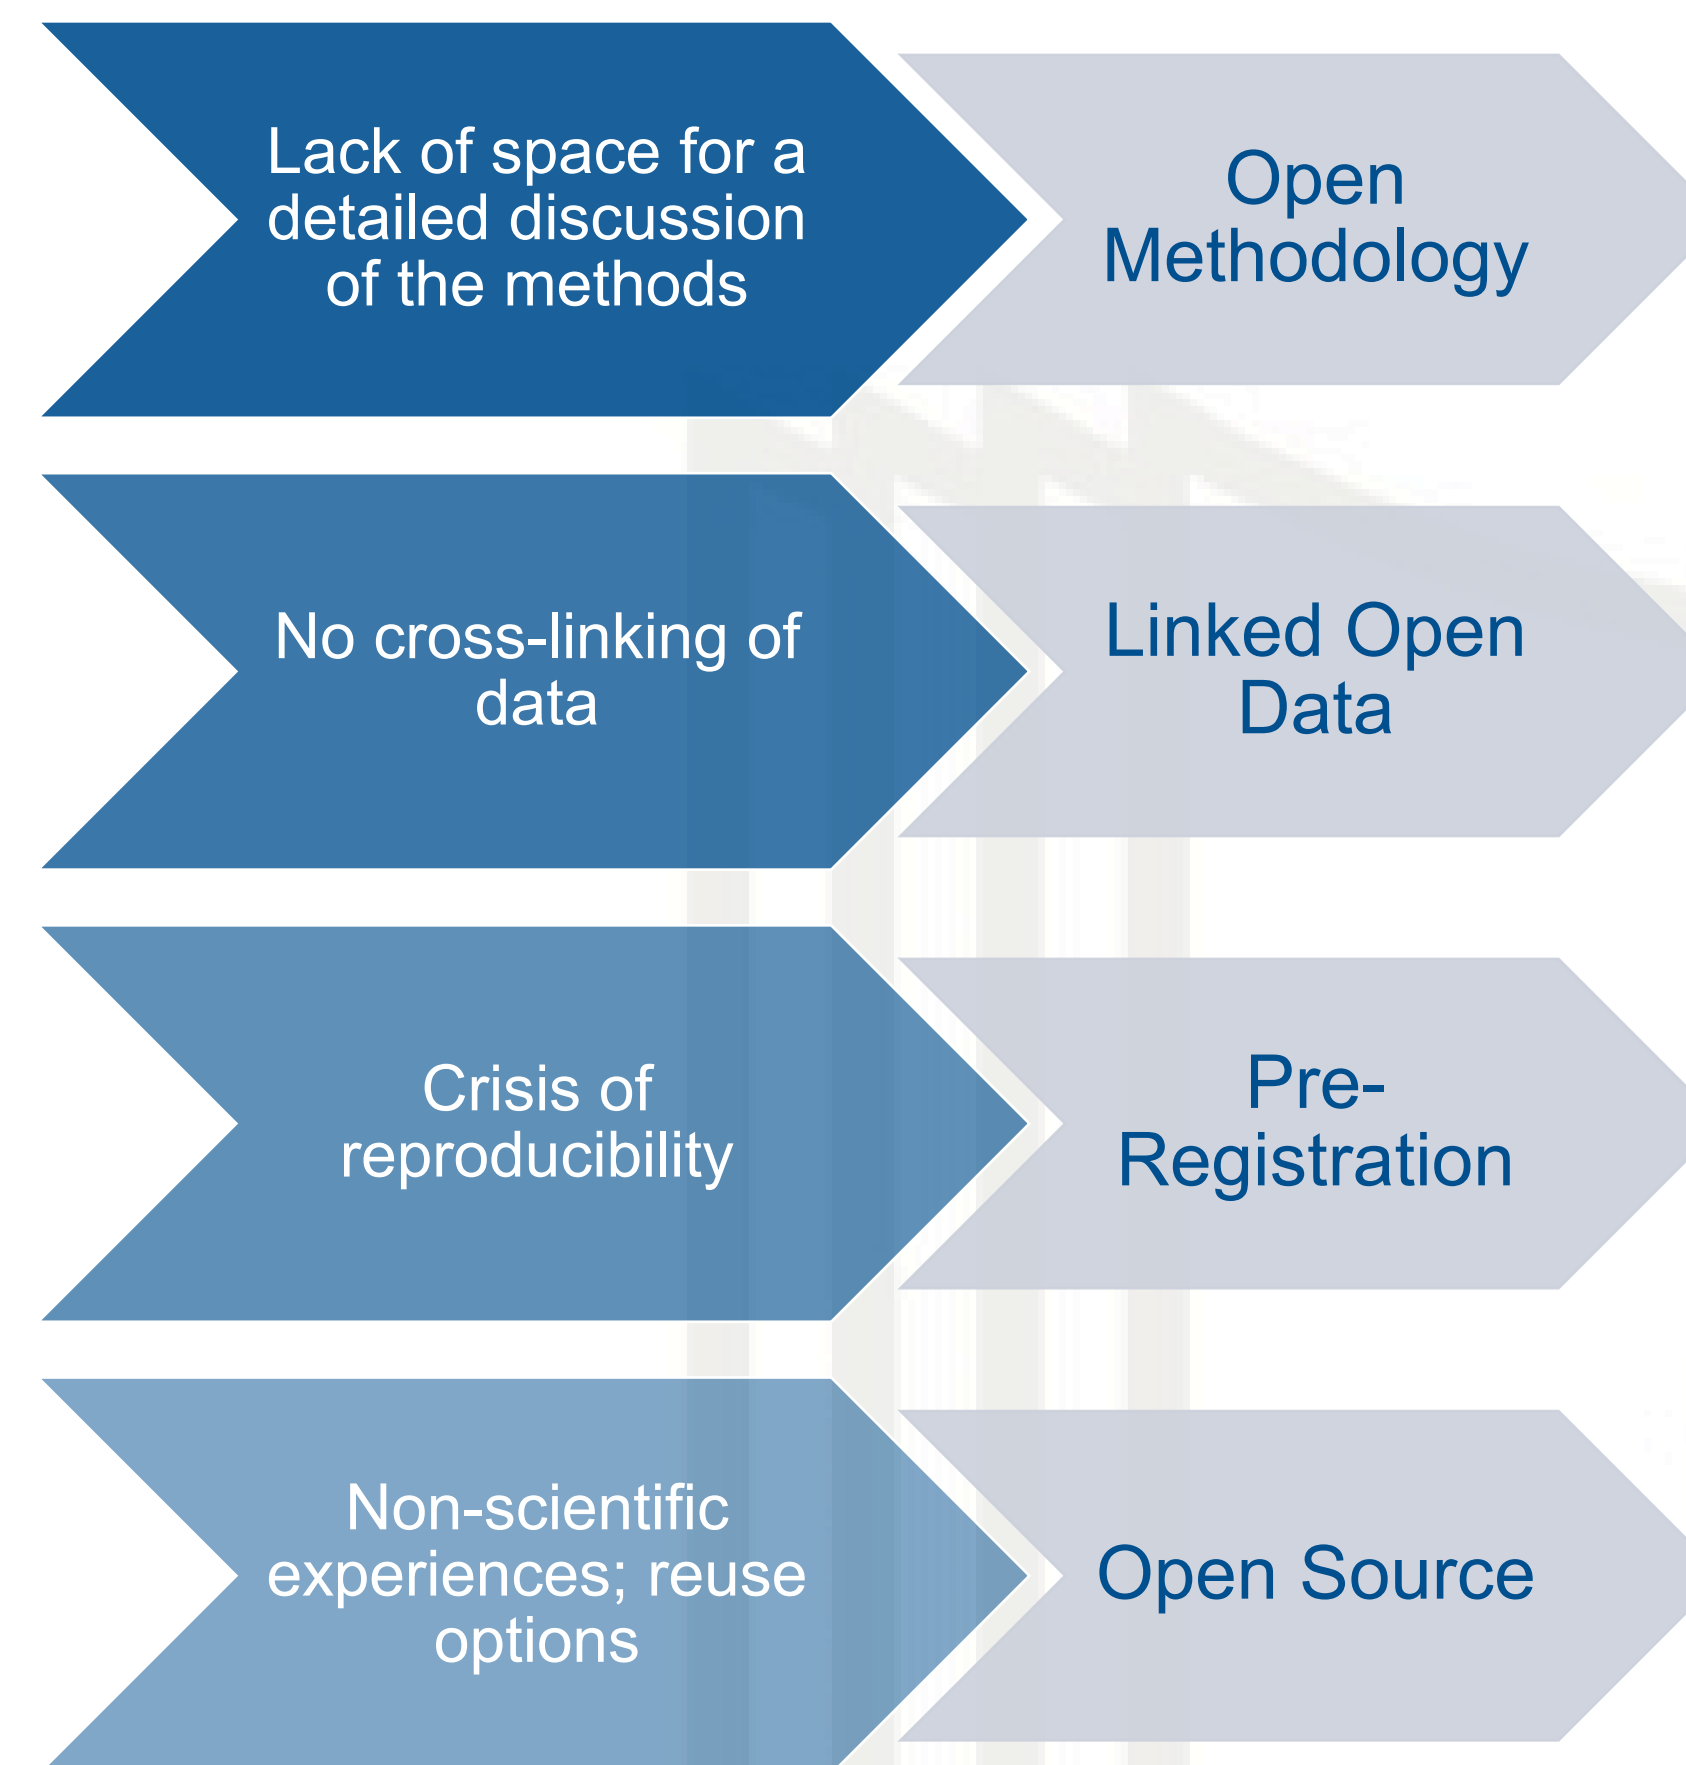 Lack of space for a
detailed discussion
of the methods
Open
Methodology
No cross-linking of
data
Linked Open
Data
Crisis of
reproducibility
Pre-
Registration
Non-scientific
experiences; reuse
options
Open Source